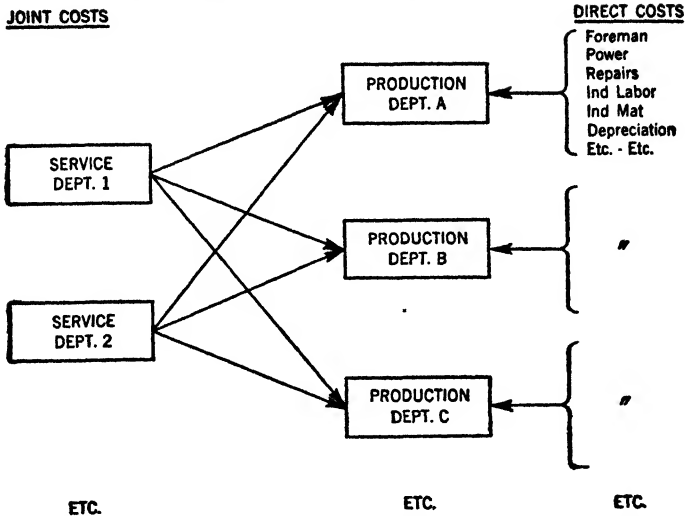 JOINT COSTS
DIRECT COSTS
Foreman
Power
Repairs
Ind Labor
Ind Mat
Depreciation
Etc. - Etc.
PRODUCTION
DEPT. A
SERVICE
DEPT. 1
PRODUCTION
DEPT. B
"
SERVICE
DEPT. 2
PRODUCTION
DEPT. C
"
ETC.
ETC.
ETC.